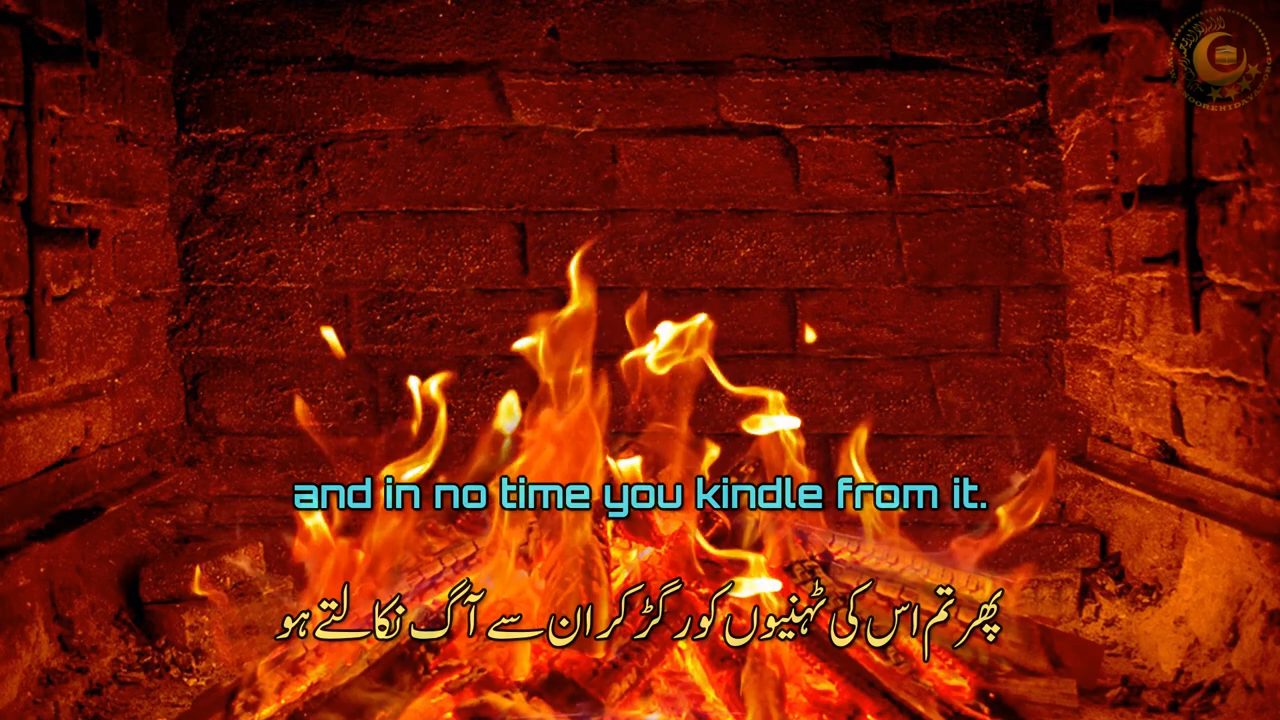 and in no time you kindle from it.
پھر تم اس کی ٹہنیوں کو رگڑ کر ان سے آگ نکالتے ہو